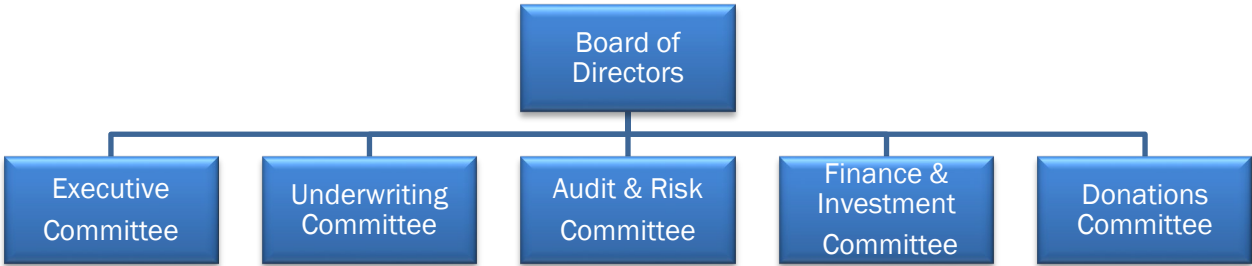 Board of
Directors
Executive
Committee
Underwriting
Committee
Audit & Risk
Committee
Finance &
Investment
Committee
Donations
Committee